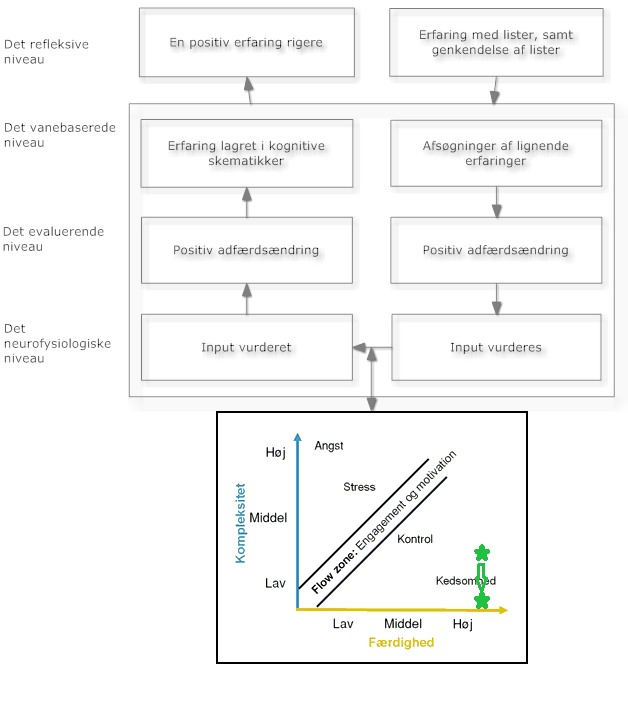 Det refleksive
niveau
En positiv erfaring rigere
Erfaring med lister, samt
genkendelse af lister
Det vanebaserede
niveau
Erfaring lagret i kognitive
skematikker
Afsøgninger af lignende
erfaringer
Det evaluerende
niveau
Positiv adfærdsændring
Positiv adfærdsændring
Det
neurofysiologiske
niveau
Input vurderet
Input vurderes
Kompleksitet
Høj
Middel
Lav
Angst
Stress
Flow zone: Engagement og motivation
Kontrol
Kedsomhed
Lav
Middel
Høj
Færdighed